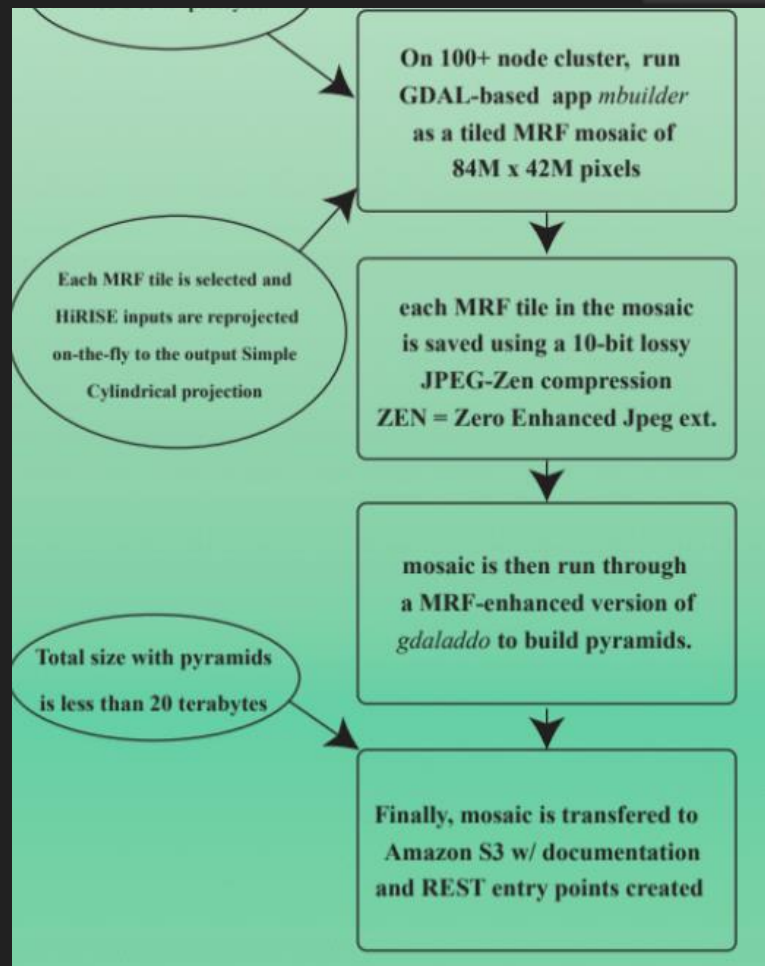 On 100+ node cluster, run
GDAL-based app mbuilder
as a tiled MRF mosaic of
84M x 42M pixels
Each MRF tile is selected and
HiRISE inputs are reprojected
on-the-fly to the output Simple
Cylindrical projection
each MRF tile in the mosaic
is saved using a 10-bit lossy
JPEG-Zen compression
ZEN = Zero Enhanced Jpeg ext.
mosaic is then run through
a MRF-enhanced version of
gdaladdo to build pyramids.
Total size with pyramids
is less than 20 terabytes
Finally, mosaic is transfered to
Amazon S3 w/ documentation
and REST entry points created